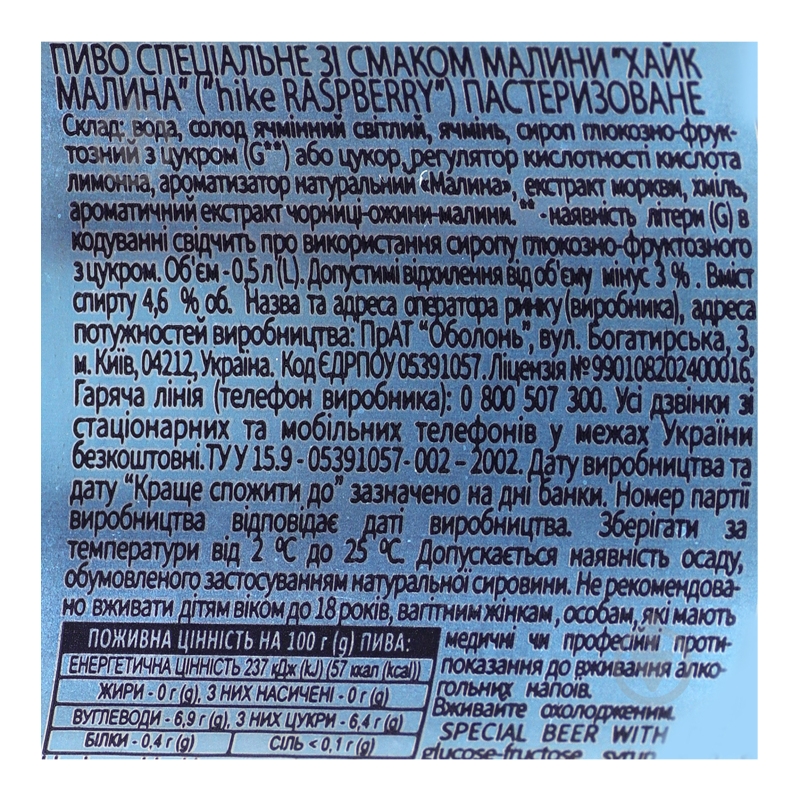 ПИВО СПЕЦІАЛЬНЕ ЗІ СМАКОМ МАЛИНИ "ХАЙК
МАЛИНА" ("hike RASPBERRY") ПАСТЕРИЗОВАНЕ
Склад: вода, солод ячмінний світлий, ячмінь, сироп глюкозно-фрук-
тозний з цукром (G**) або цукор, регулятор кислотності кислота
лимонна, ароматизатор натуральний «Малина», екстракт моркви, хміль,
ароматичний екстракт чорниці-ожини-малини. ** - наявність літери (G) в
кодуванні свідчить про використання сиропу глюкозно-фруктозного
з цукром. Об'єм - 0,5 л (L). Допустимі відхилення від об'єму мінус 3 % . Вміст
спирту 4,6 % об. Назва та адреса оператора ринку (виробника), адреса
потужностей виробництва: ПрАТ "Оболонь", вул. Богатирська, 3,
м. Київ, 04212, Україна. Код ЄДРПОУ 05391057. Ліцензія № 990108202400016.
Гаряча лінія (телефон виробника): 0 800 507 300. Усі дзвінки зі
стаціонарних та мобільних телефонів у межах України
безкоштовні. ТУ У 15.9 - 05391057- 002 – 2002. Дату виробництва та
дату "Краще спожити до" зазначено на дні банки. Номер партії
виробництва відповідає даті виробництва. Зберігати за
температури від 2 °С до 25 °С. Допускається наявність осаду,
обумовленого застосуванням натуральної сировини. Не рекомендова-
но вживати дітям віком до 18 років, вагітним жінкам , особам, які мають
медичні чи професійні проти-
показання до вживання алко-
гольних напоїв.
Вживайте охолодженим.
SPECIAL BEER WITH
glucose-fructose syrup
ПОЖИВНА ЦІННІСТЬ НА 100 г (g) ПИВА:
ЕНЕРГЕТИЧНА ЦІННІСТЬ 237 кДж (kJ) (57 ккал (kcal))
ЖИРИ - 0 г (g), З НИХ НАСИЧЕНІ - 0 г (g)
ВУГЛЕВОДИ - 6,9 г (g), З НИХ ЦУКРИ - 6,4 г (g)
БІЛКИ - 0,4 г (g) СІЛЬ < 0,1 г (g)